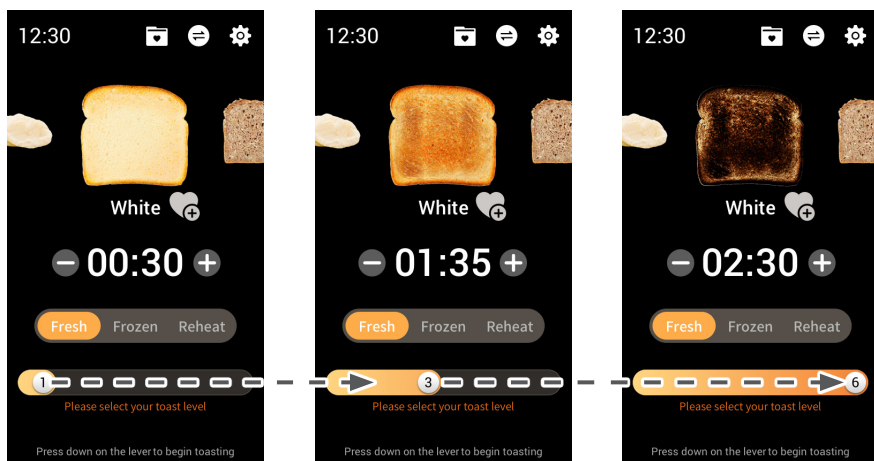 12:30
White
00:30
Fresh Frozen Reheat
1
Please select your toast level
Press down on the lever to begin toasting
12:30
White
01:35
Fresh Frozen Reheat
3
Please select your toast level
Press down on the lever to begin toasting
12:30
White
02:30
Fresh Frozen Reheat
6
Please select your toast level
Press down on the lever to begin toasting